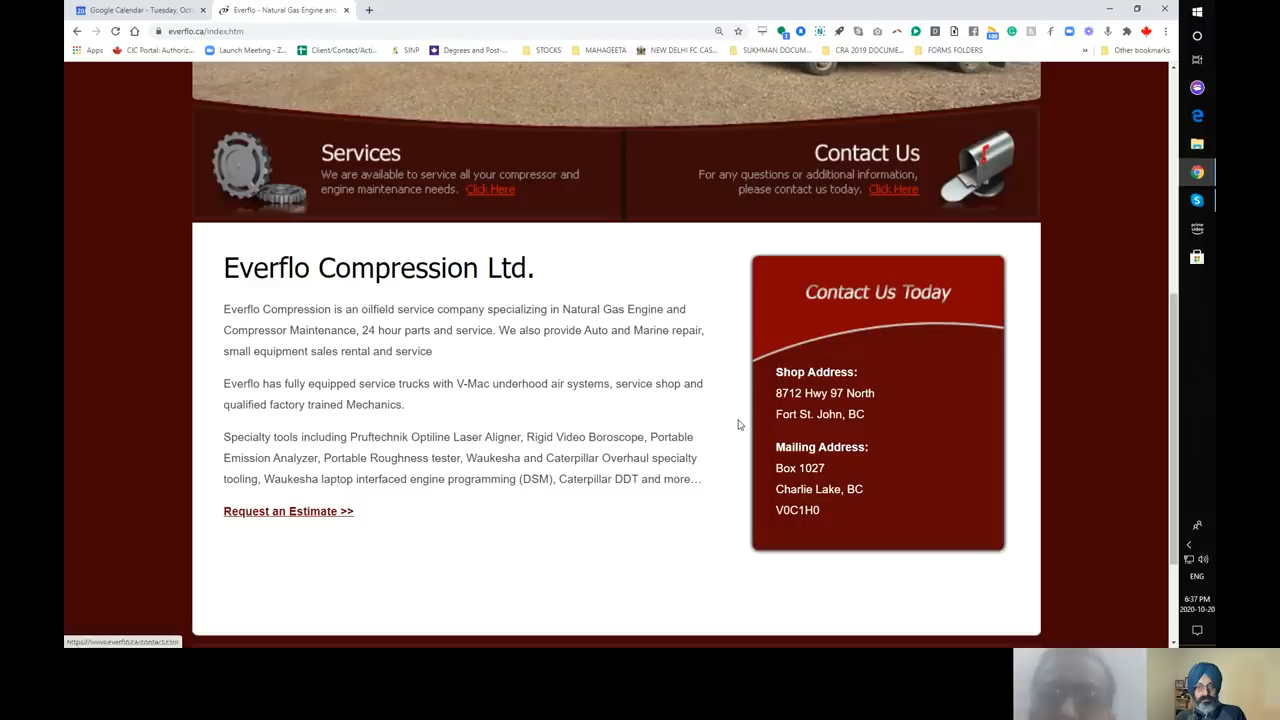 Google Calendar - Tuesday, Oct
Everflo - Natural Gas Engine and
everflo.ca/index.htm
Apps
CIC Portal: Authoriz...
Launch Meeting - Z...
Client/Contact/Acti...
SINP
Degrees and Post-...
STOCKS
MAHAGEETA
NEW DELHI FC CAS...
SUKHMAN DOCUM...
CRA 2019 DOCUME...
FORMS FOLDERS
»
Other bookmarks
Services
We are available to service all your compressor and
engine maintenance needs. Click Here
Contact Us
For any questions or additional information,
please contact us today. Click Here
Everflo Compression Ltd.
Everflo Compression is an oilfield service company specializing in Natural Gas Engine and
Compressor Maintenance, 24 hour parts and service. We also provide Auto and Marine repair,
small equipment sales rental and service
Everflo has fully equipped service trucks with V-Mac underhood air systems, service shop and
qualified factory trained Mechanics.
Specialty tools including Pruftechnik Optiline Laser Aligner, Rigid Video Boroscope, Portable
Emission Analyzer, Portable Roughness tester, Waukesha and Caterpillar Overhaul specialty
tooling, Waukesha laptop interfaced engine programming (DSM), Caterpillar DDT and more…
Request an Estimate >>
Contact Us Today
Shop Address:
8712 Hwy 97 North
Fort St. John, BC
Mailing Address:
Box 1027
Charlie Lake, BC
V0C1H0
https://www.everflo.ca/contact.htm
prime video
ENG
6:37 PM
2020-10-20